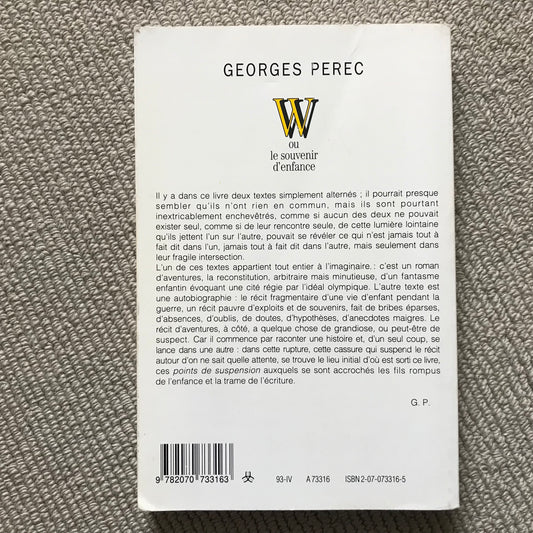 GEORGES PEREC
W
ou
le souvenir
d'enfance
Il y a dans ce livre deux textes simplement alternés ; il pourrait presque
sembler qu'ils n'ont rien en commun, mais ils sont pourtant
inextricablement enchevêtrés, comme si aucun des deux ne pouvait
exister seul, comme si de leur rencontre seule, de cette lumière lointaine
qu'ils jettent l'un sur l'autre, pouvait se révéler ce qui n'est jamais tout à
fait dit dans l'un, jamais tout à fait dit dans l'autre, mais seulement dans
leur fragile intersection.
L'un de ces textes appartient tout entier à l'imaginaire : c'est un roman
d'aventures, la reconstitution, arbitraire mais minutieuse, d'un fantasme
enfantin évoquant une cité régie par l'idéal olympique. L'autre texte est
une autobiographie : le récit fragmentaire d'une vie d'enfant pendant la
guerre, un récit pauvre d'exploits et de souvenirs, fait de bribes éparses,
d'absences, d'oublis, de doutes, d'hypothèses, d'anecdotes maigres. Le
récit d'aventures, à côté, a quelque chose de grandiose, ou peut-être de
suspect. Car il commence par raconter une histoire et, d'un seul coup, se
lance dans une autre : dans cette rupture, cette cassure qui suspend le récit
autour d'on ne sait quelle attente, se trouve le lieu initial d'où est sorti ce livre,
ces points de suspension auxquels se sont accrochés les fils rompus
de l'enfance et la trame de l'écriture.
G. P.
9 782070 733163
93-IV A 73316 ISBN 2-07-073316-5